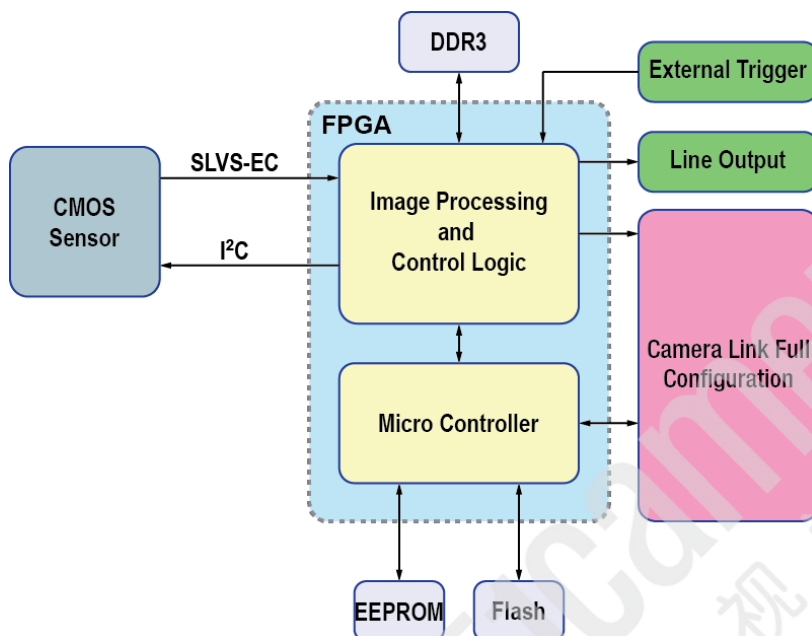 DDR3
External Trigger
FPGA
SLVS-EC
Line Output
CMOS
Sensor
Image Processing
and
Control Logic
I²C
Camera Link Full
Configuration
Micro Controller
EEPROM
Flash
视